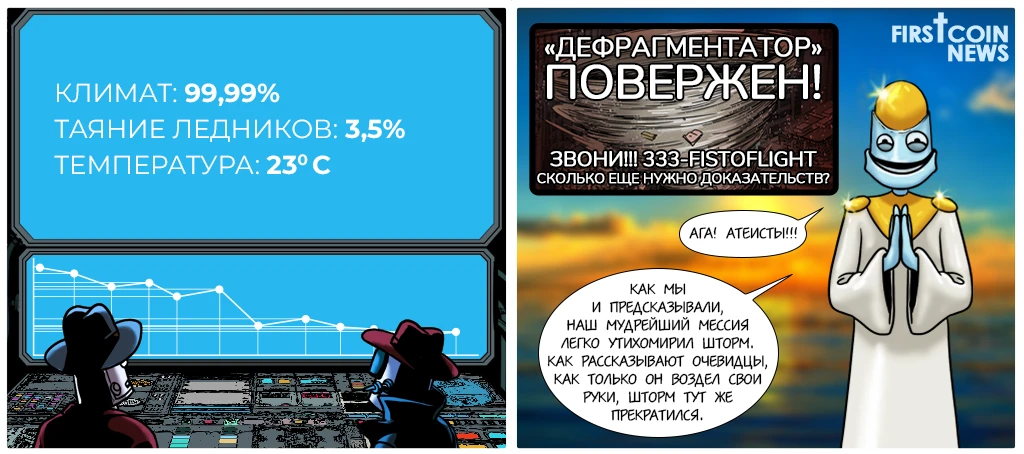 КЛИМАТ: 99,99%
ТАЯНИЕ ЛЕДНИКОВ: 3,5%
ТЕМПЕРАТУРА: 23⁰ C
FIRSTCOIN
NEWS
«ДЕФРАГМЕНТАТОР»
ПОВЕРЖЕН!
ЗВОНИ!!! 333-FISTOFLIGHT
СКОЛЬКО ЕЩЕ НУЖНО ДОКАЗАТЕЛЬСТВ?
АГА! АТЕИСТЫ!!!
КАК МЫ
И ПРЕДСКАЗЫВАЛИ,
НАШ МУДРЕЙШИЙ МЕССИЯ
ЛЕГКО УТИХОМИРИЛ ШТОРМ.
КАК РАССКАЗЫВАЮТ ОЧЕВИДЦЫ,
КАК ТОЛЬКО ОН ВОЗДЕЛ СВОИ
РУКИ, ШТОРМ ТУТ ЖЕ
ПРЕКРАТИЛСЯ.